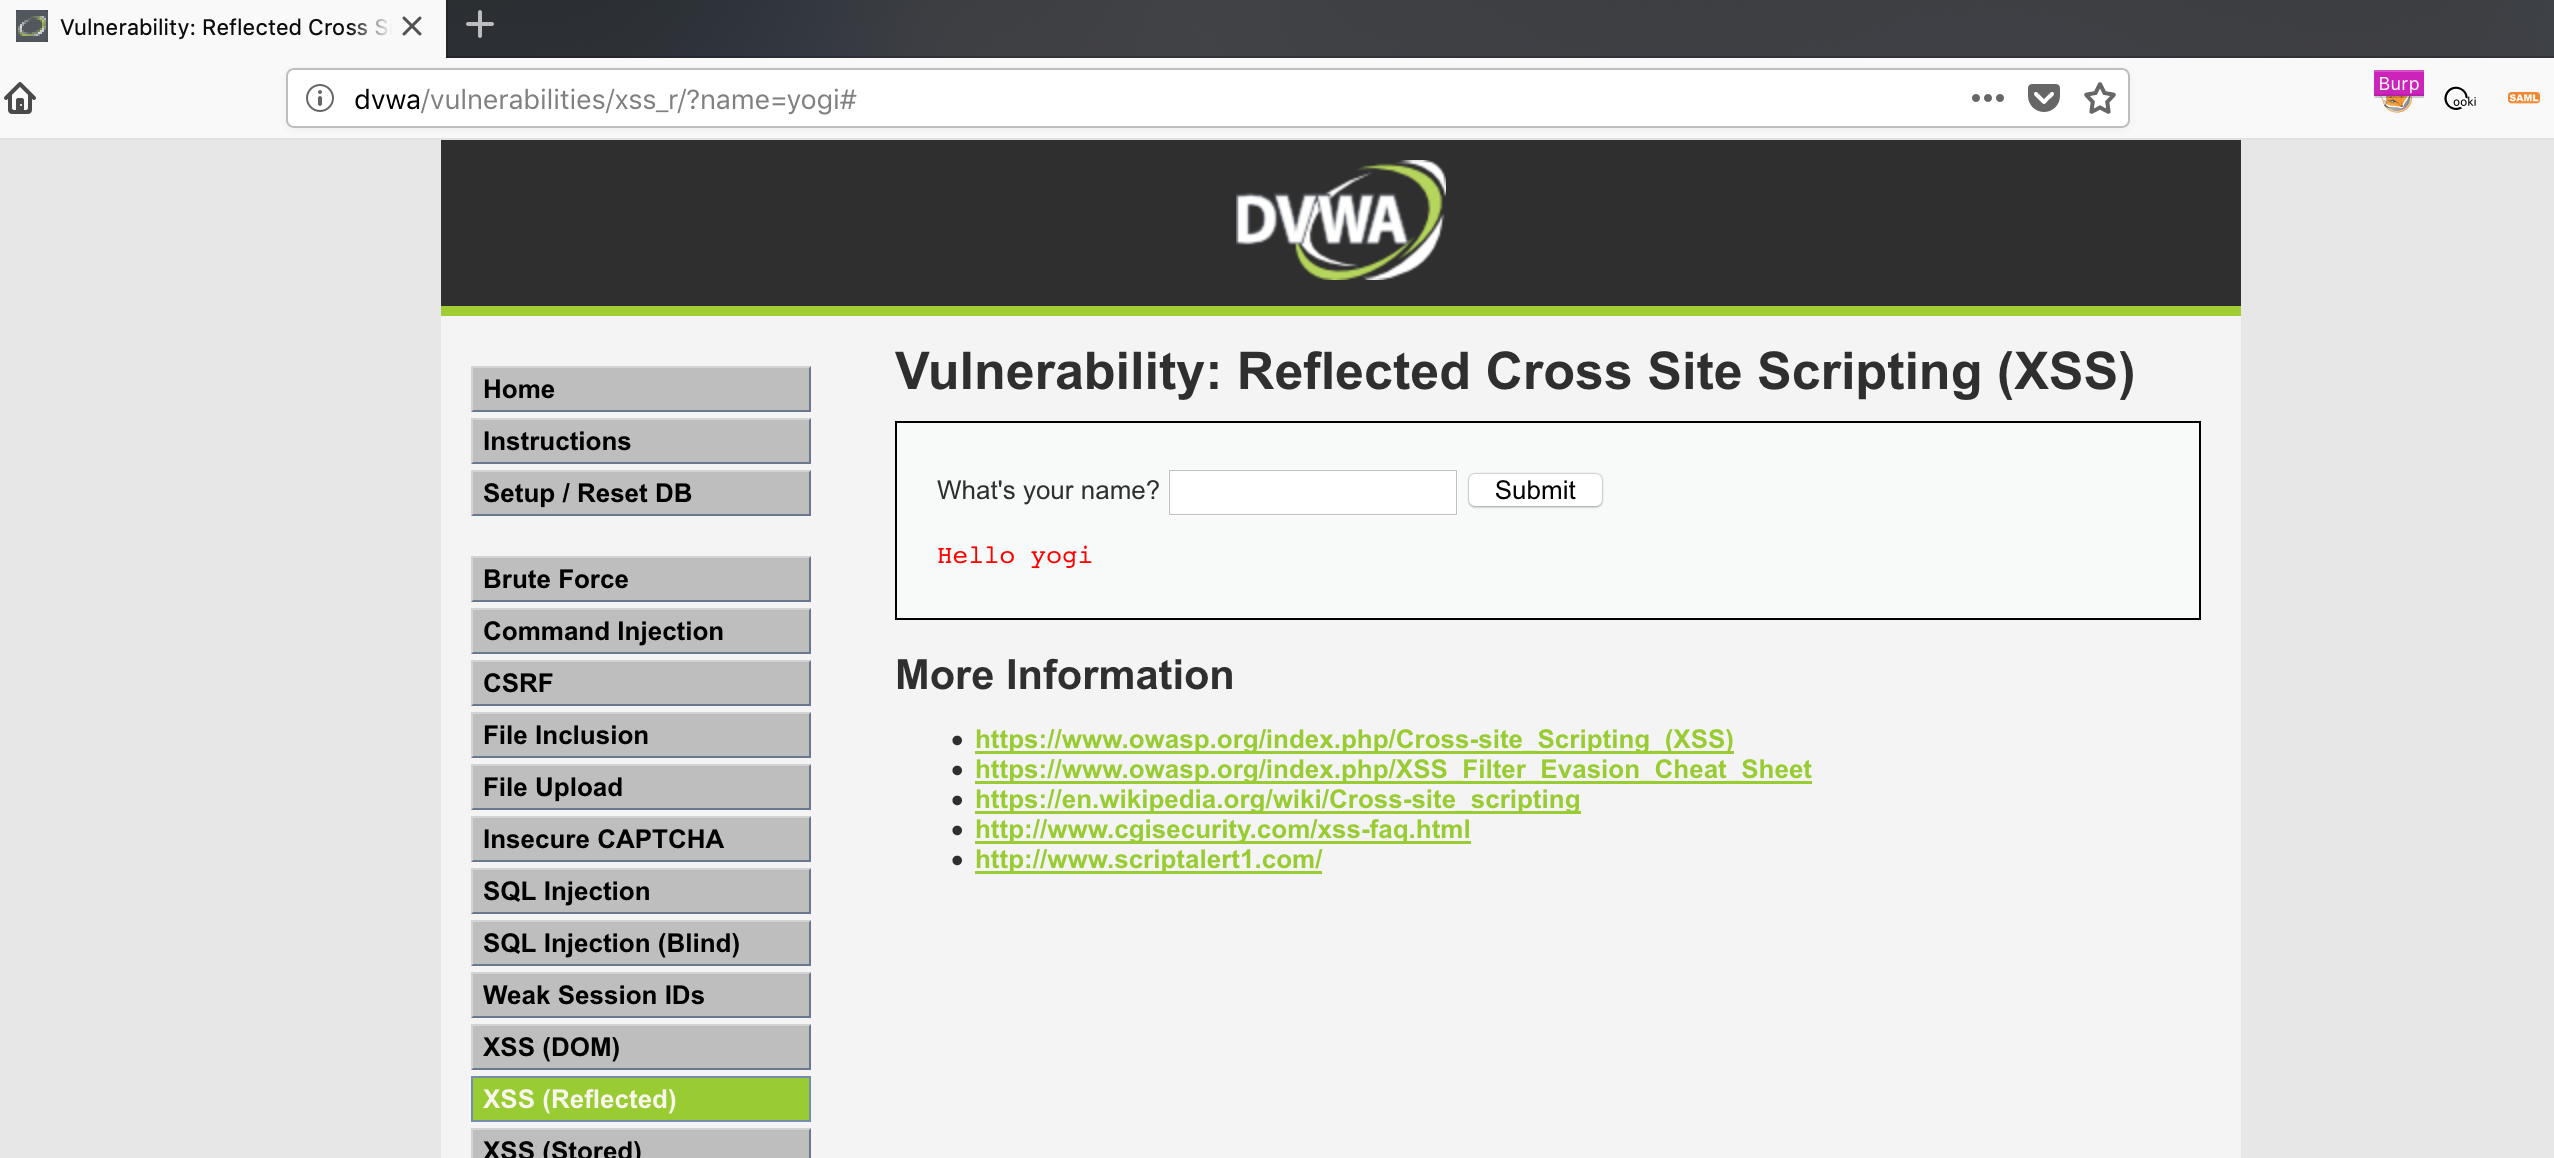 Vulnerability: Reflected Cross S
dvwa/vulnerabilities/xss_r/?name=yogi#
Burp
ooki
SAML
DVWA
Home
Instructions
Setup / Reset DB
Brute Force
Command Injection
CSRF
File Inclusion
File Upload
Insecure CAPTCHA
SQL Injection
SQL Injection (Blind)
Weak Session IDs
XSS (DOM)
XSS (Reflected)
XSS (Stored)
Vulnerability: Reflected Cross Site Scripting (XSS)
What's your name? Submit
Hello yogi
More Information
https://www.owasp.org/index.php/Cross-site_Scripting_(XSS)
https://www.owasp.org/index.php/XSS_Filter_Evasion_Cheat_Sheet
https://en.wikipedia.org/wiki/Cross-site_scripting
http://www.cgisecurity.com/xss-faq.html
http://www.scriptalert1.com/